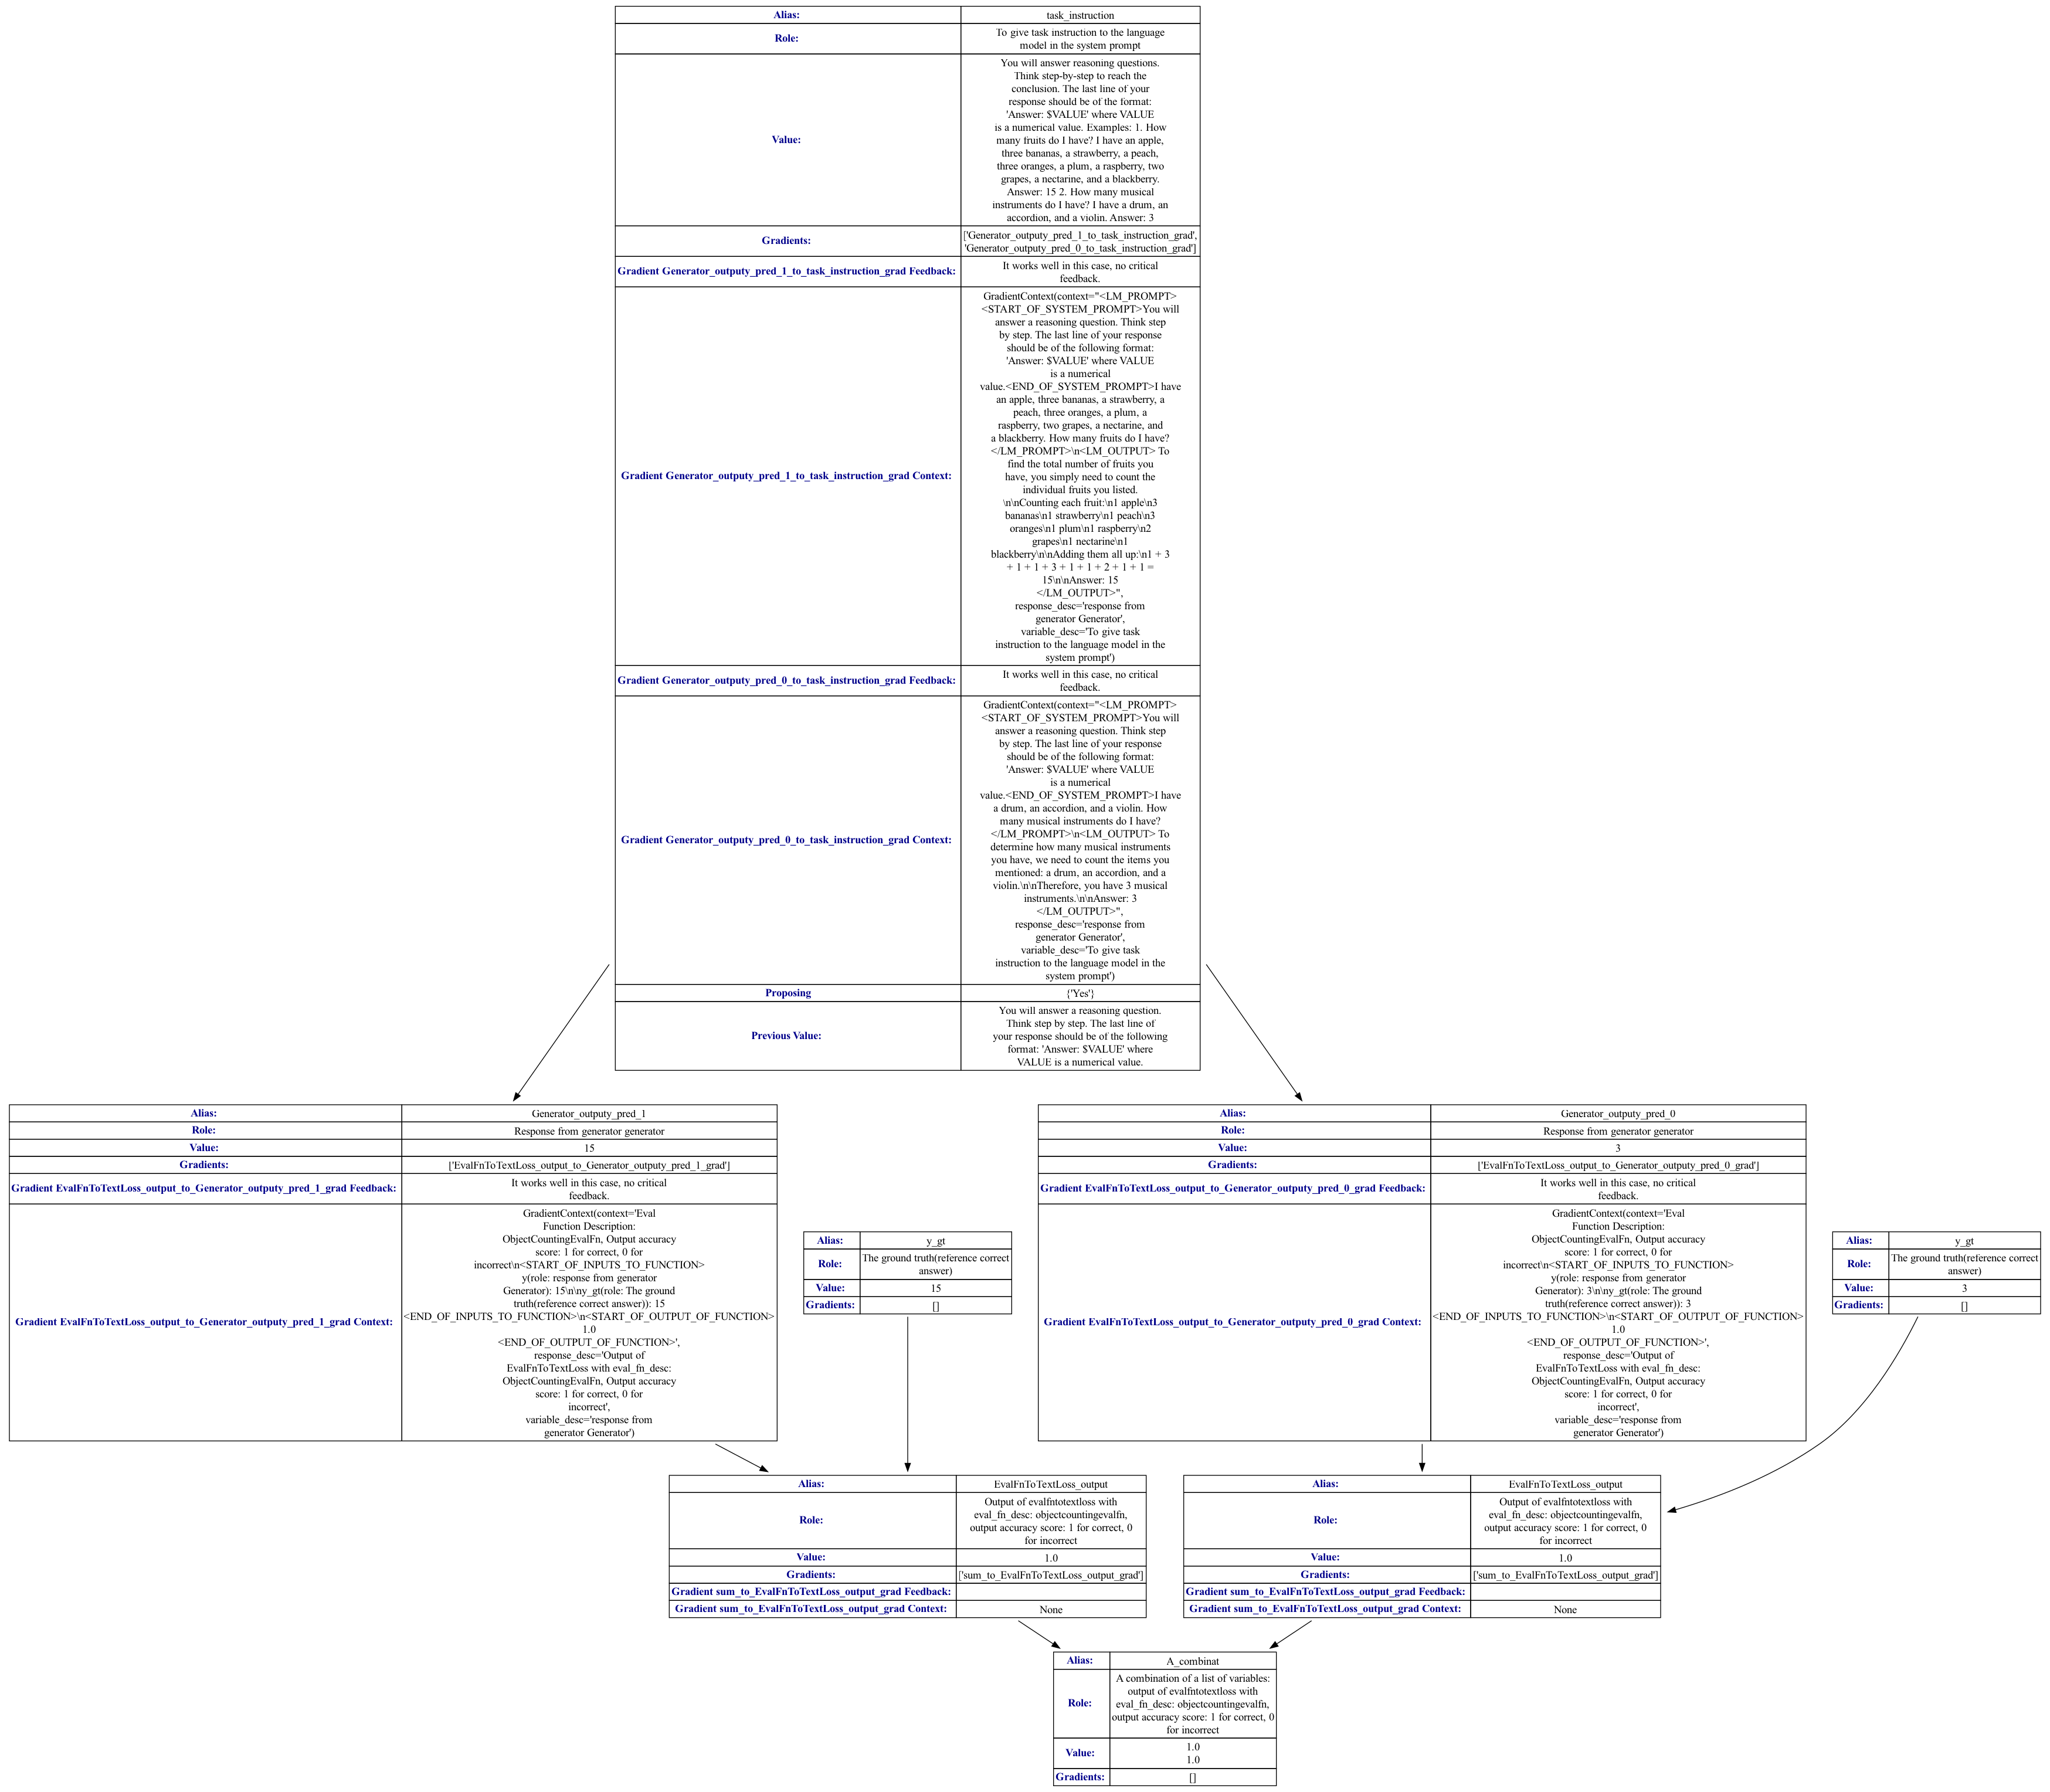 Alias:
task_instruction
Role:
To give task instruction to the language
model in the system prompt
Value:
You will answer reasoning questions.
Think step-by-step to reach the
conclusion. The last line of your
response should be of the format:
'Answer: $VALUE' where VALUE
is a numerical value. Examples: 1. How
many fruits do I have? I have an apple,
three bananas, a strawberry, a peach,
three oranges, a plum, a raspberry, two
grapes, a nectarine, and a blackberry.
Answer: 15 2. How many musical
instruments do I have? I have a drum, an
accordion, and a violin. Answer: 3
Gradients:
['Generator_outputy_pred_1_to_task_instruction_grad',
'Generator_outputy_pred_0_to_task_instruction_grad']
Gradient Generator_outputy_pred_1_to_task_instruction_grad Feedback:
It works well in this case, no critical
feedback.
Gradient Generator_outputy_pred_1_to_task_instruction_grad Context:
GradientContext(context="<LM_PROMPT>
<START_OF_SYSTEM_PROMPT>You will
answer a reasoning question. Think step
by step. The last line of your response
should be of the following format:
'Answer: $VALUE' where VALUE
is a numerical
value.<END_OF_SYSTEM_PROMPT>I have
an apple, three bananas, a strawberry, a
peach, three oranges, a plum, a
raspberry, two grapes, a nectarine, and
a blackberry. How many fruits do I have?
</LM_PROMPT>\n<LM_OUTPUT> To
find the total number of fruits you
have, you simply need to count the
individual fruits you listed.
\n\nCounting each fruit:\n1 apple\n3
bananas\n1 strawberry\n1 peach\n3
oranges\n1 plum\n1 raspberry\n2
grapes\n1 nectarine\n1
blackberry\n\nAdding them all up:\n1 + 3
+ 1 + 1 + 3 + 1 + 1 + 2 + 1 + 1 =
15\n\nAnswer: 15
</LM_OUTPUT>",
response_desc='response from
generator Generator',
variable_desc='To give task
instruction to the language model in the
system prompt')
Gradient Generator_outputy_pred_0_to_task_instruction_grad Feedback:
It works well in this case, no critical
feedback.
Gradient Generator_outputy_pred_0_to_task_instruction_grad Context:
GradientContext(context="<LM_PROMPT>
<START_OF_SYSTEM_PROMPT>You will
answer a reasoning question. Think step
by step. The last line of your response
should be of the following format:
'Answer: $VALUE' where VALUE
is a numerical
value.<END_OF_SYSTEM_PROMPT>I have
a drum, an accordion, and a violin. How
many musical instruments do I have?
</LM_PROMPT>\n<LM_OUTPUT> To
determine how many musical instruments
you have, we need to count the items you
mentioned: a drum, an accordion, and a
violin.\n\nTherefore, you have 3 musical
instruments.\n\nAnswer: 3
</LM_OUTPUT>",
response_desc='response from
generator Generator',
variable_desc='To give task
instruction to the language model in the
system prompt')
Proposing
{'Yes'}
Previous Value:
You will answer a reasoning question.
Think step by step. The last line of
your response should be of the following
format: 'Answer: $VALUE' where
VALUE is a numerical value.
Alias:
Generator_outputy_pred_1
Role:
Response from generator generator
Value:
15
Gradients:
['EvalFnToTextLoss_output_to_Generator_outputy_pred_1_grad']
Gradient EvalFnToTextLoss_output_to_Generator_outputy_pred_1_grad Feedback:
It works well in this case, no critical
feedback.
Gradient EvalFnToTextLoss_output_to_Generator_outputy_pred_1_grad Context:
GradientContext(context='Eval
Function Description:
ObjectCountingEvalFn, Output accuracy
score: 1 for correct, 0 for
incorrect\n<START_OF_INPUTS_TO_FUNCTION>
y(role: response from generator
Generator): 15\n\ny_gt(role: The ground
truth(reference correct answer)): 15
<END_OF_INPUTS_TO_FUNCTION>\n<START_OF_OUTPUT_OF_FUNCTION>
1.0
<END_OF_OUTPUT_OF_FUNCTION>',
response_desc='Output of
EvalFnToTextLoss with eval_fn_desc:
ObjectCountingEvalFn, Output accuracy
score: 1 for correct, 0 for
incorrect',
variable_desc='response from
generator Generator')
Alias:
y_gt
Role:
The ground truth(reference correct
answer)
Value:
15
Gradients:
[]
Alias:
Generator_outputy_pred_0
Role:
Response from generator generator
Value:
3
Gradients:
['EvalFnToTextLoss_output_to_Generator_outputy_pred_0_grad']
Gradient EvalFnToTextLoss_output_to_Generator_outputy_pred_0_grad Feedback:
It works well in this case, no critical
feedback.
Gradient EvalFnToTextLoss_output_to_Generator_outputy_pred_0_grad Context:
GradientContext(context='Eval
Function Description:
ObjectCountingEvalFn, Output accuracy
score: 1 for correct, 0 for
incorrect\n<START_OF_INPUTS_TO_FUNCTION>
y(role: response from generator
Generator): 3\n\ny_gt(role: The ground
truth(reference correct answer)): 3
<END_OF_INPUTS_TO_FUNCTION>\n<START_OF_OUTPUT_OF_FUNCTION>
1.0
<END_OF_OUTPUT_OF_FUNCTION>',
response_desc='Output of
EvalFnToTextLoss with eval_fn_desc:
ObjectCountingEvalFn, Output accuracy
score: 1 for correct, 0 for
incorrect',
variable_desc='response from
generator Generator')
Alias:
y_gt
Role:
The ground truth(reference correct
answer)
Value:
3
Gradients:
[]
Alias:
EvalFnToTextLoss_output
Role:
Output of evalfntotextloss with
eval_fn_desc: objectcountingevalfn,
output accuracy score: 1 for correct, 0
for incorrect
Value:
1.0
Gradients:
['sum_to_EvalFnToTextLoss_output_grad']
Gradient sum_to_EvalFnToTextLoss_output_grad Feedback:
Gradient sum_to_EvalFnToTextLoss_output_grad Context:
None
Alias:
EvalFnToTextLoss_output
Role:
Output of evalfntotextloss with
eval_fn_desc: objectcountingevalfn,
output accuracy score: 1 for correct, 0
for incorrect
Value:
1.0
Gradients:
['sum_to_EvalFnToTextLoss_output_grad']
Gradient sum_to_EvalFnToTextLoss_output_grad Feedback:
Gradient sum_to_EvalFnToTextLoss_output_grad Context:
None
Alias:
A_combinat
Role:
A combination of a list of variables:
output of evalfntotextloss with
eval_fn_desc: objectcountingevalfn,
output accuracy score: 1 for correct, 0
for incorrect
Value:
1.0
1.0
Gradients:
[]